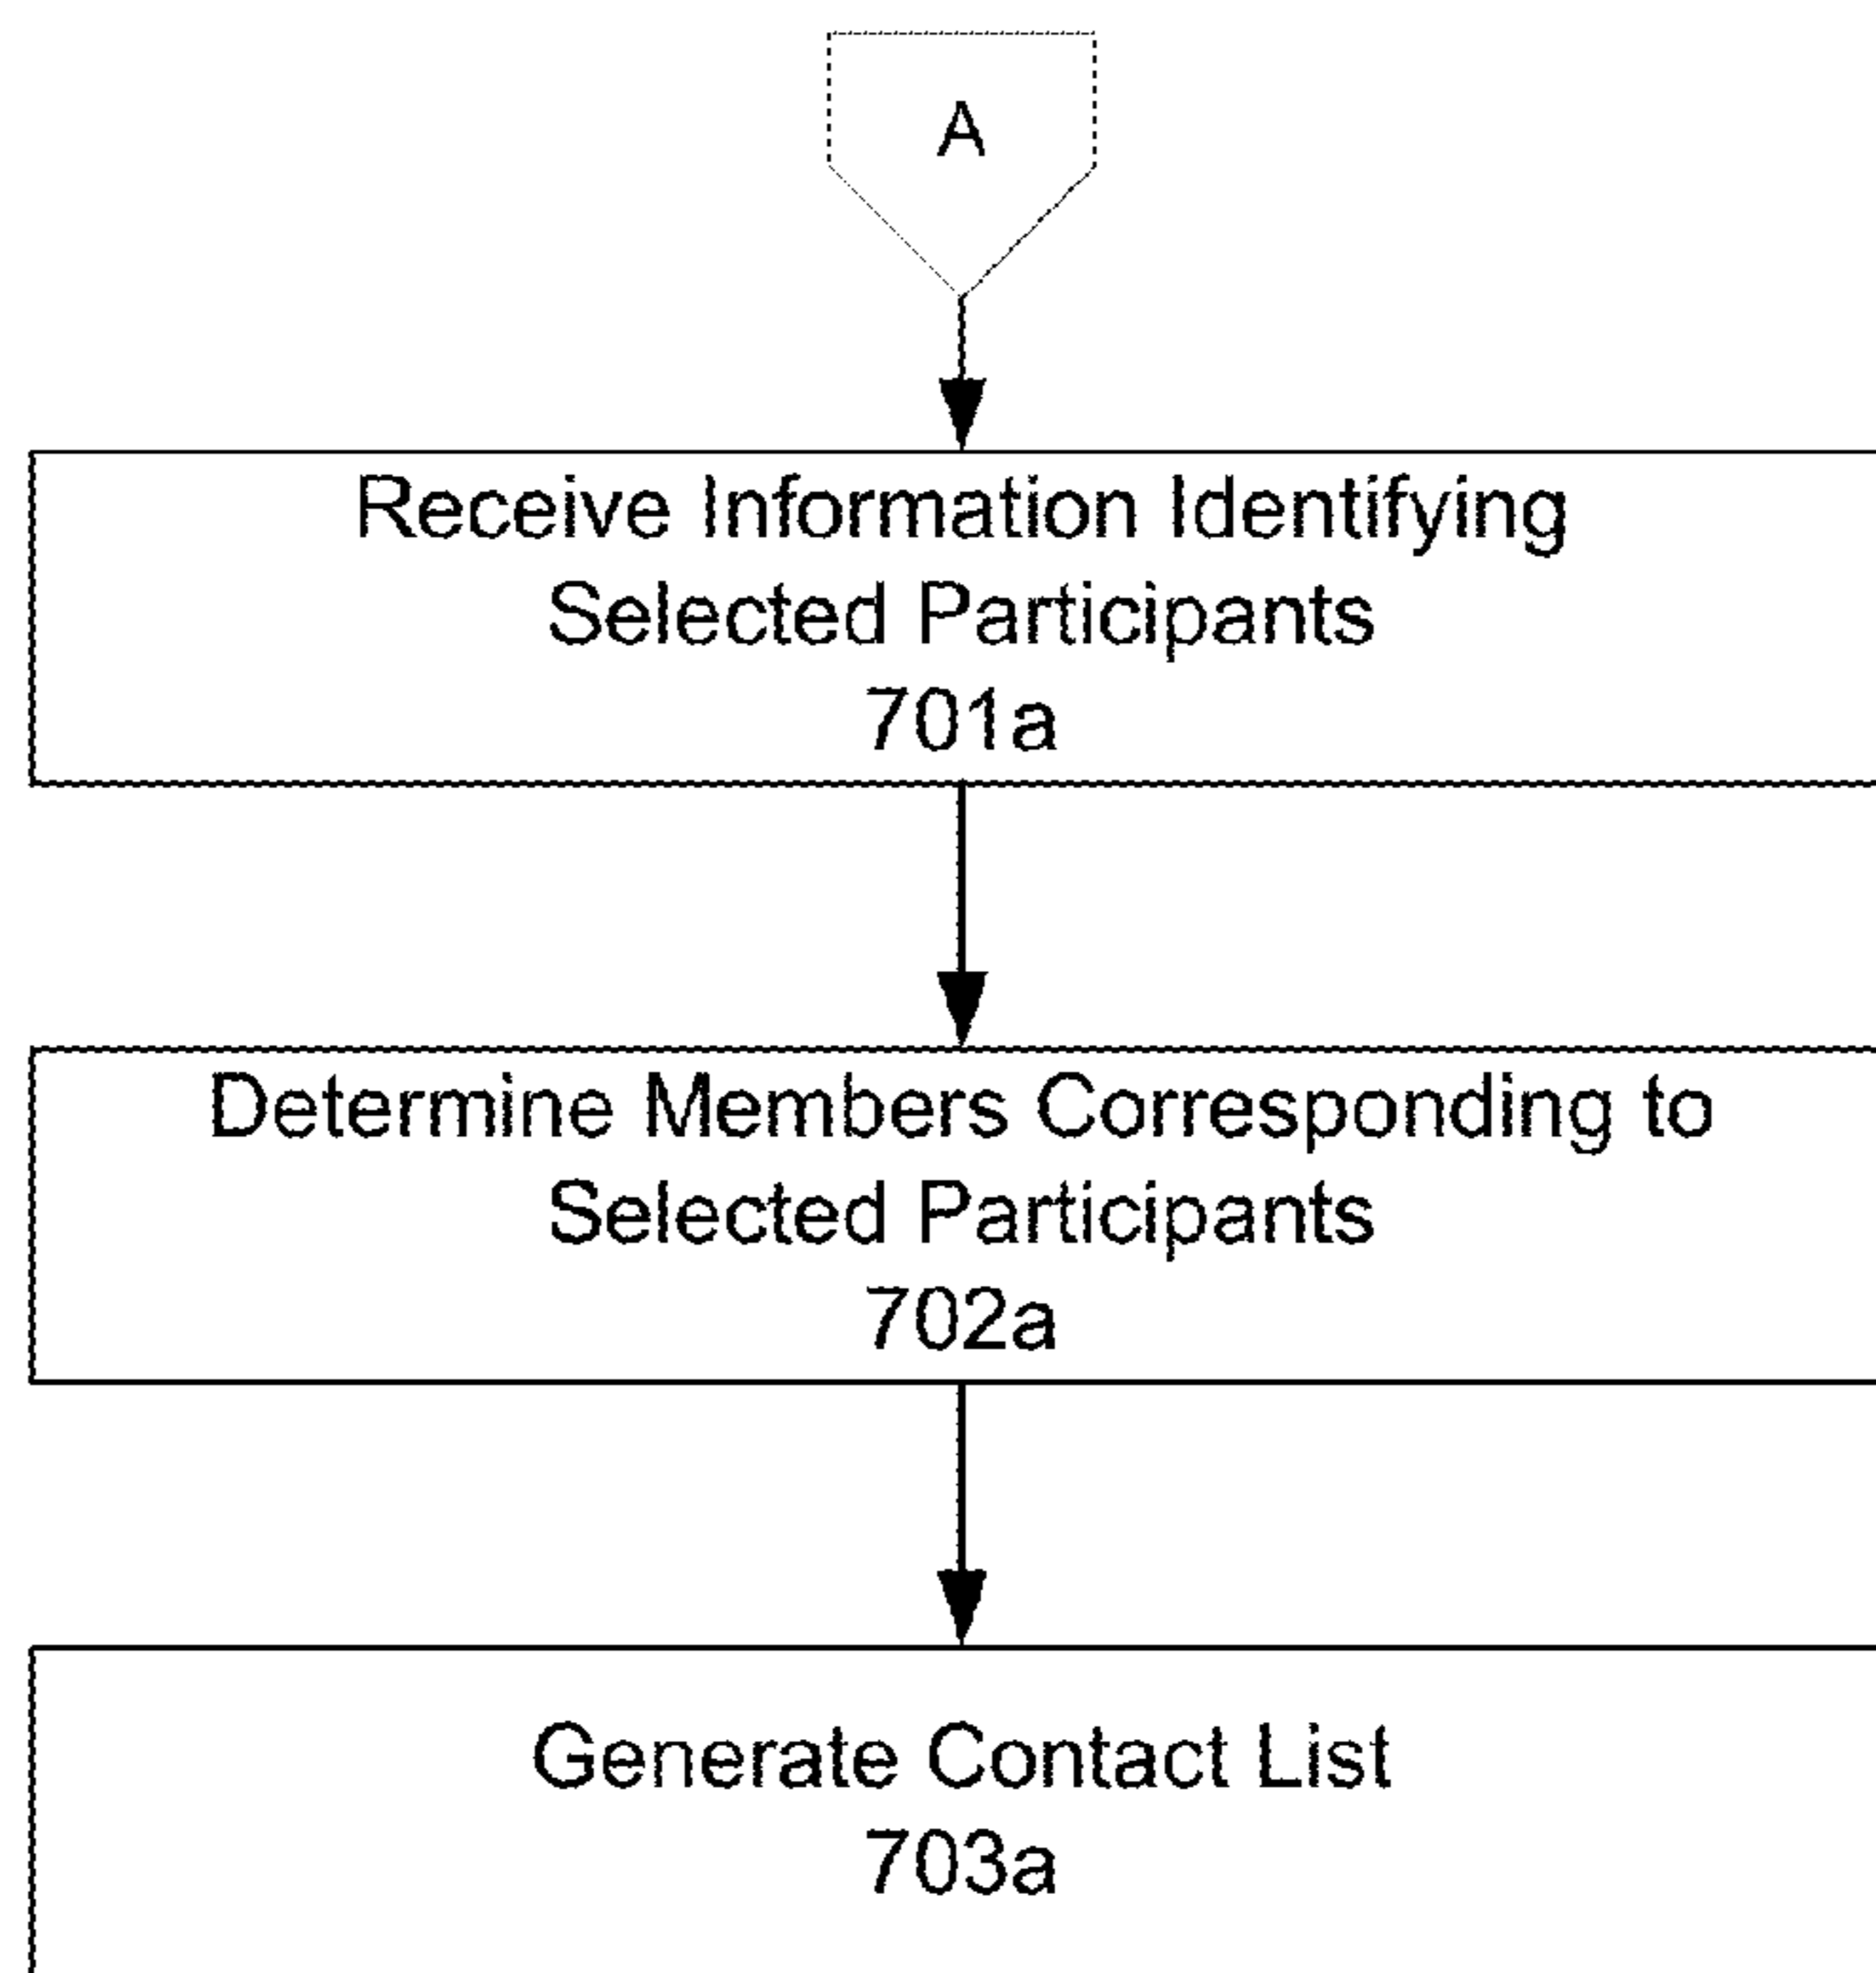 A
Receive Information Identifying
Selected Participants
701a
Determine Members Corresponding to
Selected Participants
702a
Generate Contact List
703a